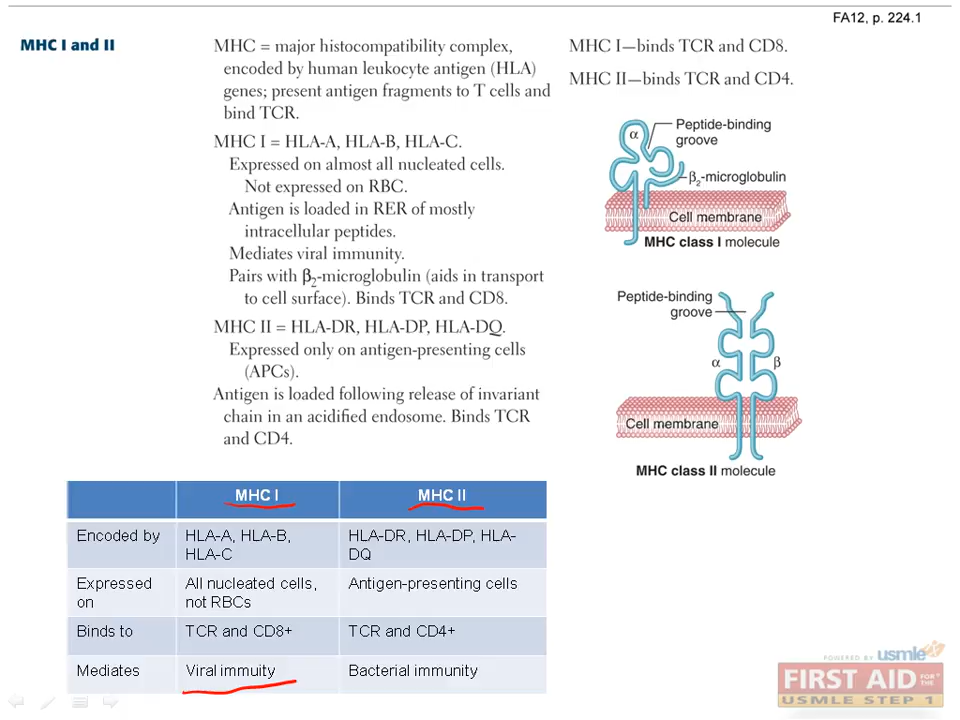 FA12, p. 224.1
MHC I and II
MHC = major histocompatibility complex,
encoded by human leukocyte antigen (HLA)
genes; present antigen fragments to T cells and
bind TCR.
MHC I = HLA-A, HLA-B, HLA-C.
Expressed on almost all nucleated cells.
Not expressed on RBC.
Antigen is loaded in RER of mostly
intracellular peptides.
Mediates viral immunity.
Pairs with β2-microglobulin (aids in transport
to cell surface). Binds TCR and CD8.
MHC II = HLA-DR, HLA-DP, HLA-DQ.
Expressed only on antigen-presenting cells
(APCs).
Antigen is loaded following release of invariant
chain in an acidified endosome. Binds TCR
and CD4.
MHC I—binds TCR and CD8.
MHC II—binds TCR and CD4.
α
Peptide-binding
groove
β2-microglobulin
Cell membrane
MHC class I molecule
Peptide-binding
groove
α β
Cell membrane
MHC class II molecule
MHC I MHC II
Encoded by HLA-A, HLA-B, HLA-DR, HLA-DP, HLA-
HLA-C DQ
Expressed All nucleated cells, Antigen-presenting cells
on not RBCs
Binds to TCR and CD8+ TCR and CD4+
Mediates Viral immuity Bacterial immunity
POWERED BY usmle
FIRST AID FOR THE
USMLE STEP 1